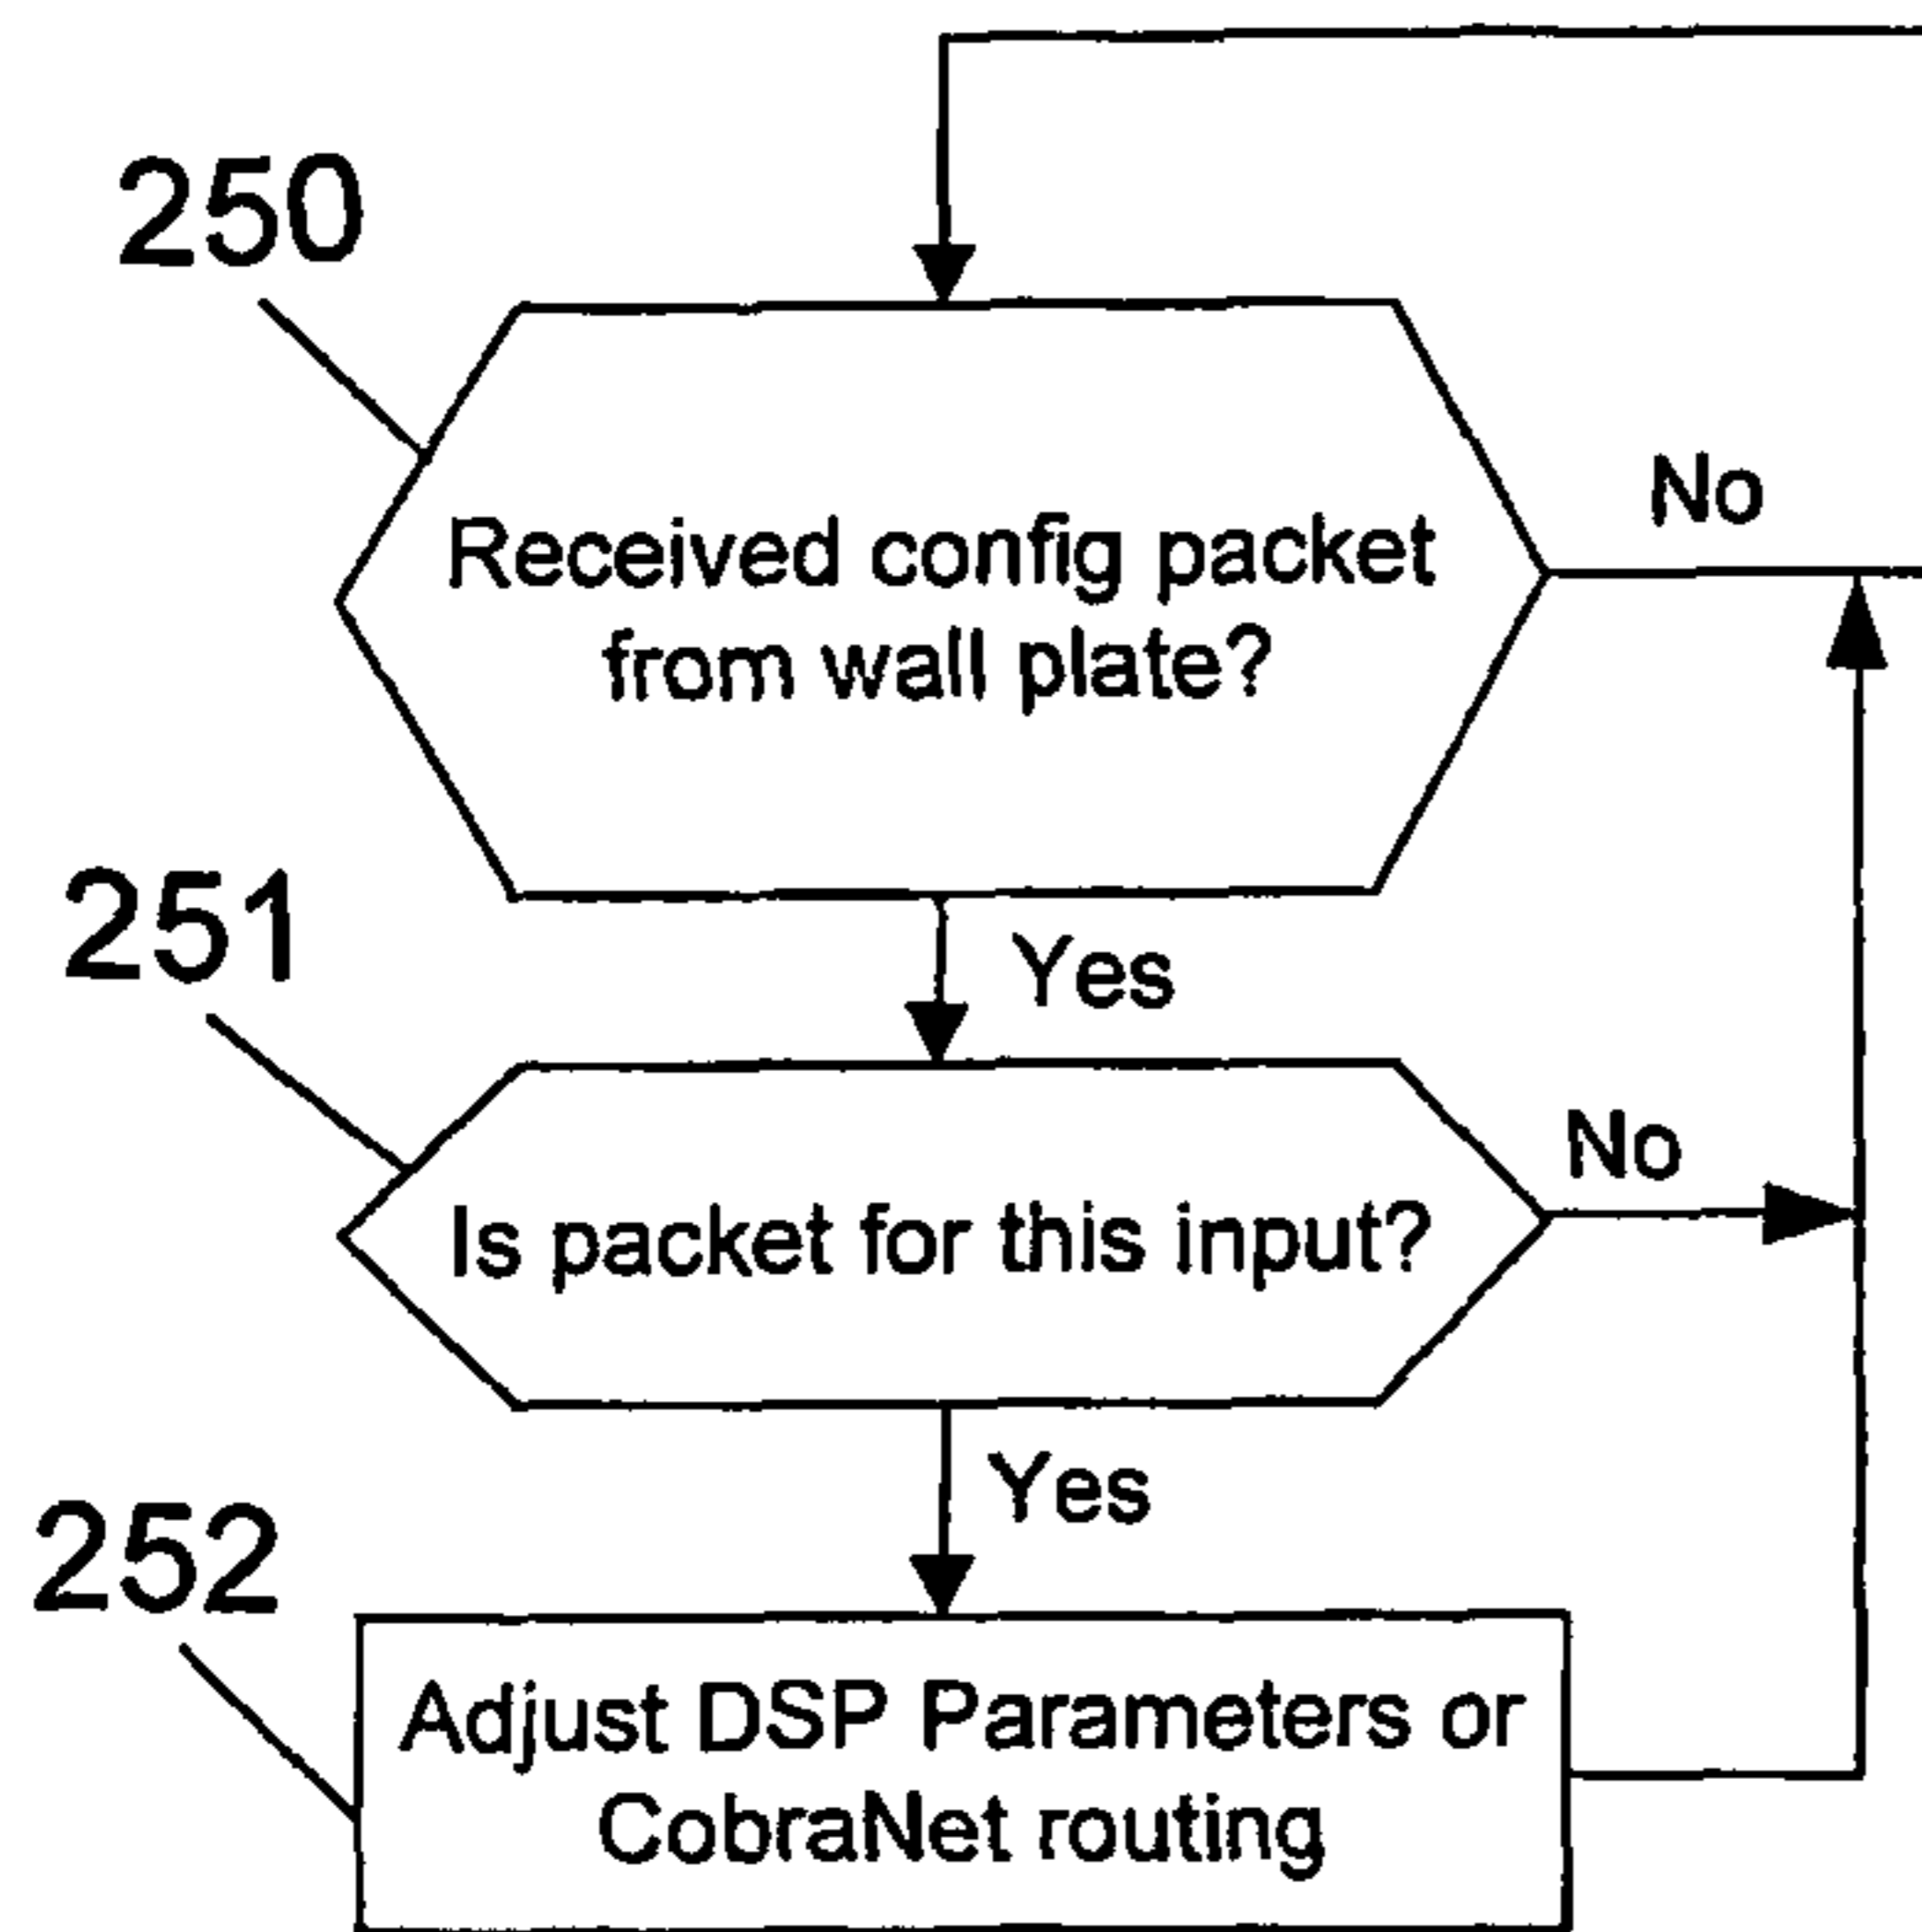 250
Received config packet
from wall plate?
No
251
Yes
Is packet for this input?
No
252
Yes
Adjust DSP Parameters or
CobraNet routing